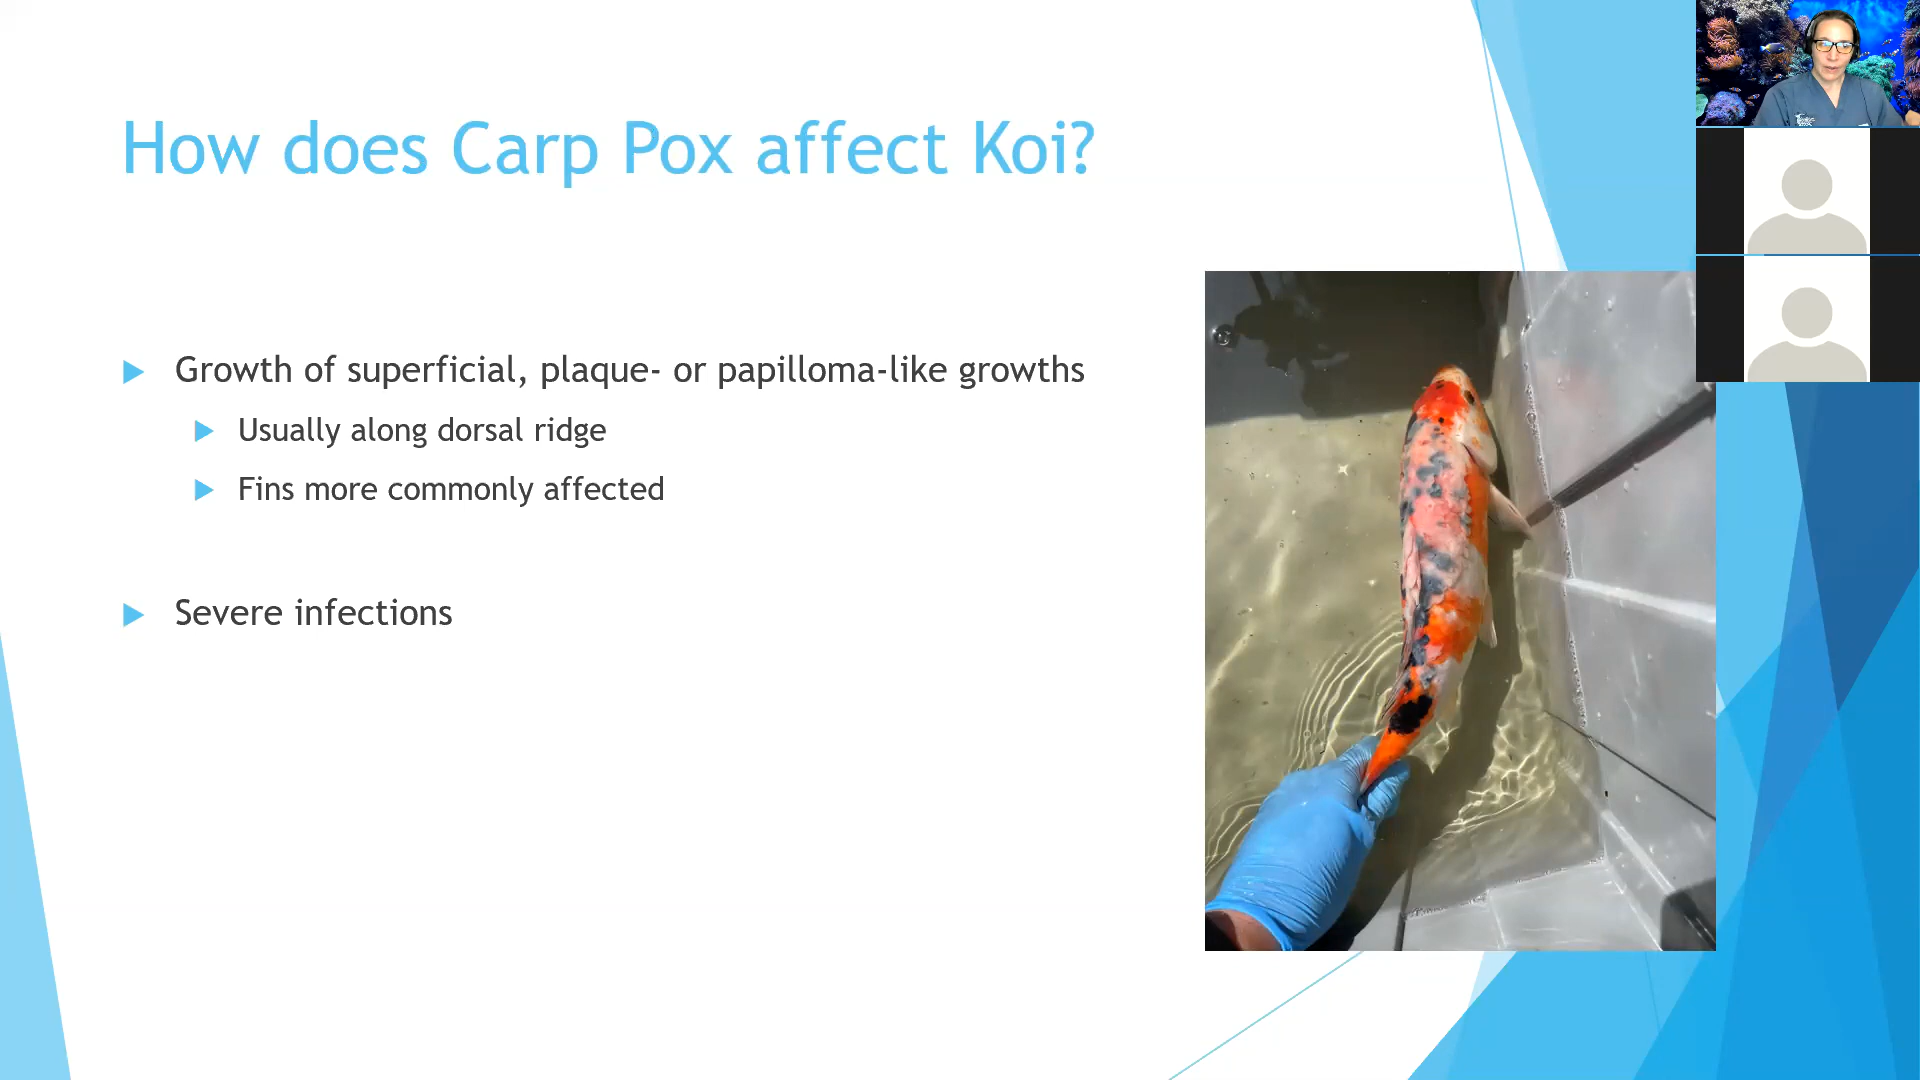 How does Carp Pox affect Koi?
Growth of superficial, plaque- or papilloma-like growths
Usually along dorsal ridge
Fins more commonly affected
Severe infections